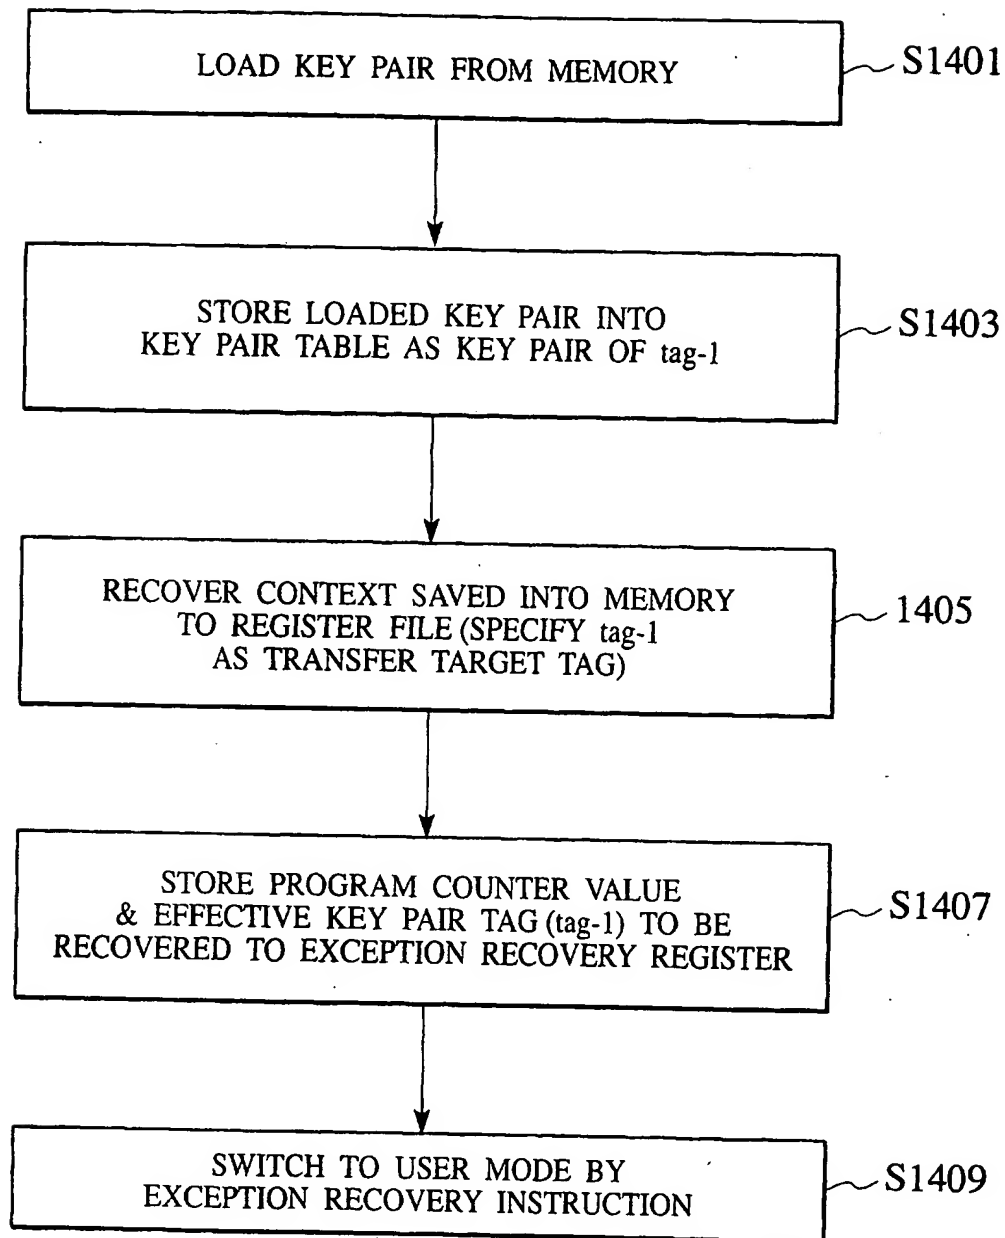 LOAD KEY PAIR FROM MEMORY
S1401
STORE LOADED KEY PAIR INTO
KEY PAIR TABLE AS KEY PAIR OF tag-1
S1403
RECOVER CONTEXT SAVED INTO MEMORY
TO REGISTER FILE (SPECIFY tag-1
AS TRANSFER TARGET TAG)
1405
STORE PROGRAM COUNTER VALUE
& EFFECTIVE KEY PAIR TAG (tag-1) TO BE
RECOVERED TO EXCEPTION RECOVERY REGISTER
S1407
SWITCH TO USER MODE BY
EXCEPTION RECOVERY INSTRUCTION
S1409